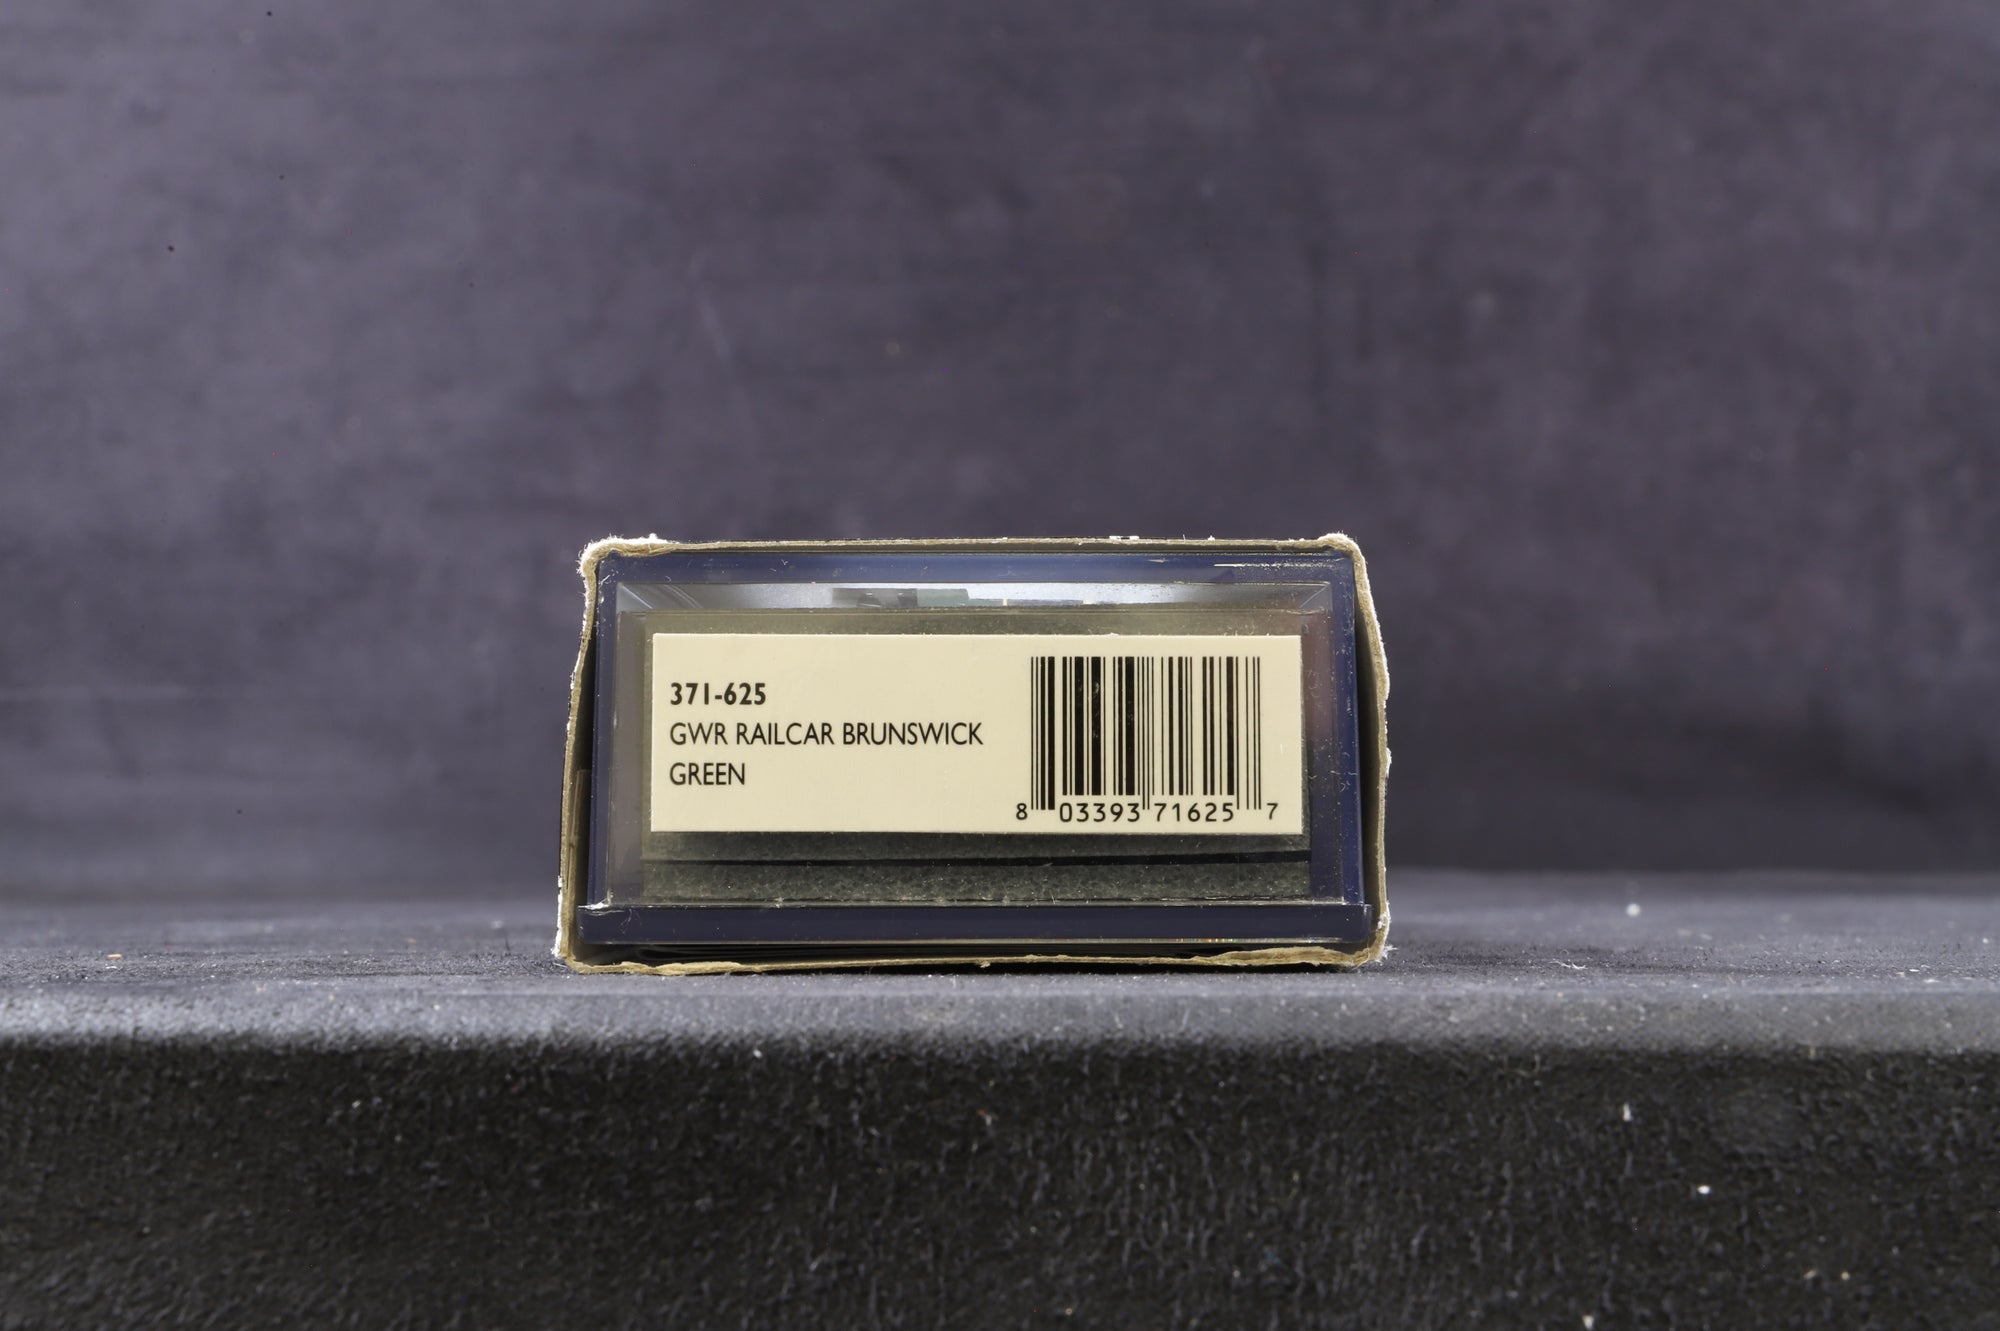 371-625
GWR RAILCAR BRUNSWICK
GREEN
8 03393 71625 7